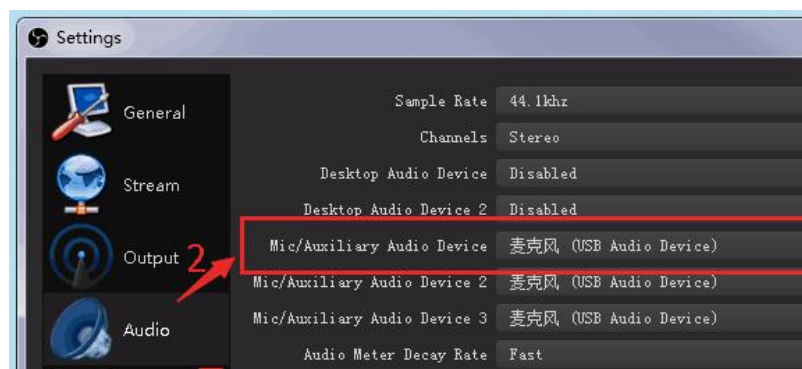 Settings
General
Stream
Output
Audio
Sample Rate 44.1khz
Channels Stereo
Desktop Audio Device Disabled
Desktop Audio Device 2 Disabled
2
Mic/Auxiliary Audio Device 麦克风 (USB Audio Device)
Mic/Auxiliary Audio Device 2 麦克风 (USB Audio Device)
Mic/Auxiliary Audio Device 3 麦克风 (USB Audio Device)
Audio Meter Decay Rate Fast